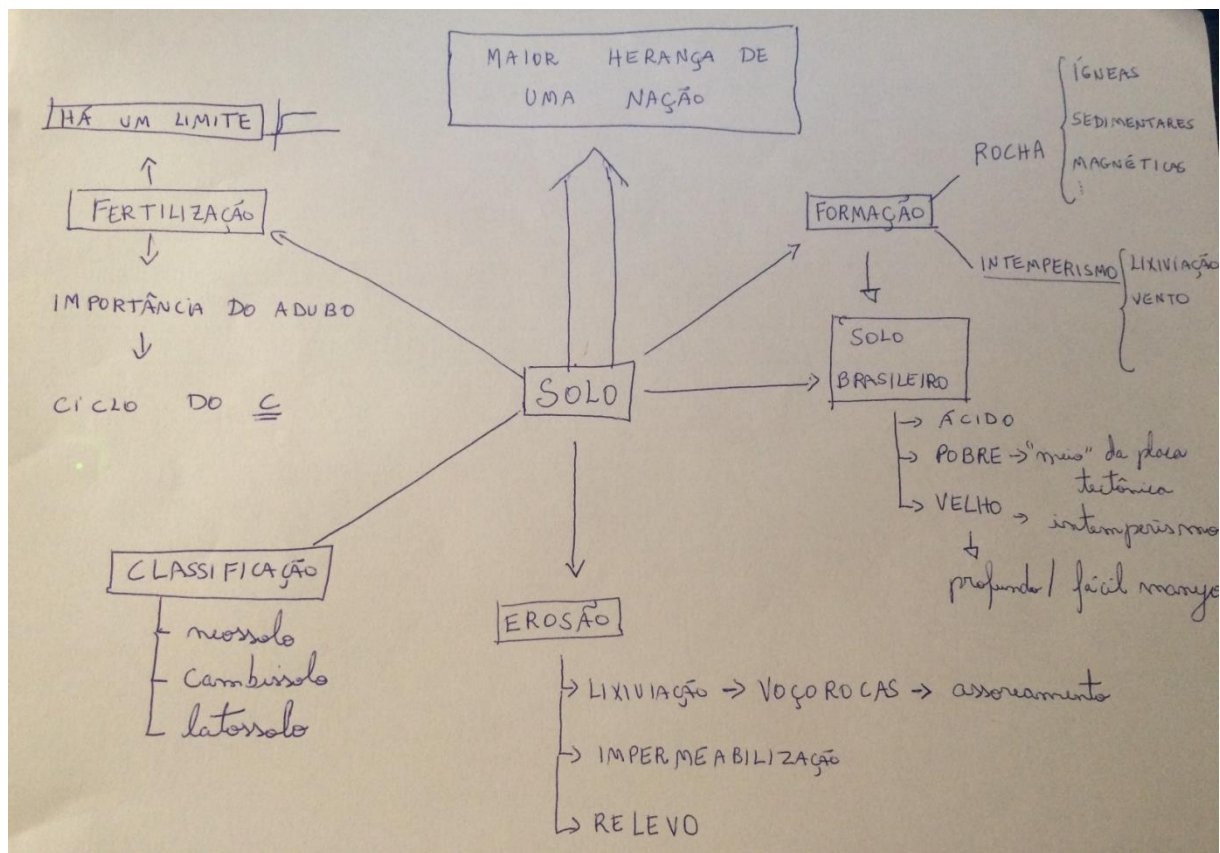 MAIOR HERANÇA DE
UMA NAÇÃO
HÁ UM LIMITE
FERTILIZAÇÃO
IMPORTÂNCIA DO ADUBO
CICLO DO C
SOLO
FORMAÇÃO
ROCHA
ÍGNEAS
SEDIMENTARES
MAGNÉTICAS
INTEMPERISMO
LIXIVIAÇÃO
VENTO
SOLO
BRASILEIRO
→ ÁCIDO
→ POBRE → "meio" da placa
tectônica
→ VELHO → intemperismo
profundo / fácil manejo
CLASSIFICAÇÃO
neossolo
Cambissolo
latossolo
EROSÃO
→ LIXIVIAÇÃO → VOÇOROCAS → assoreamento
→ IMPERMEABILIZAÇÃO
→ RELEVO